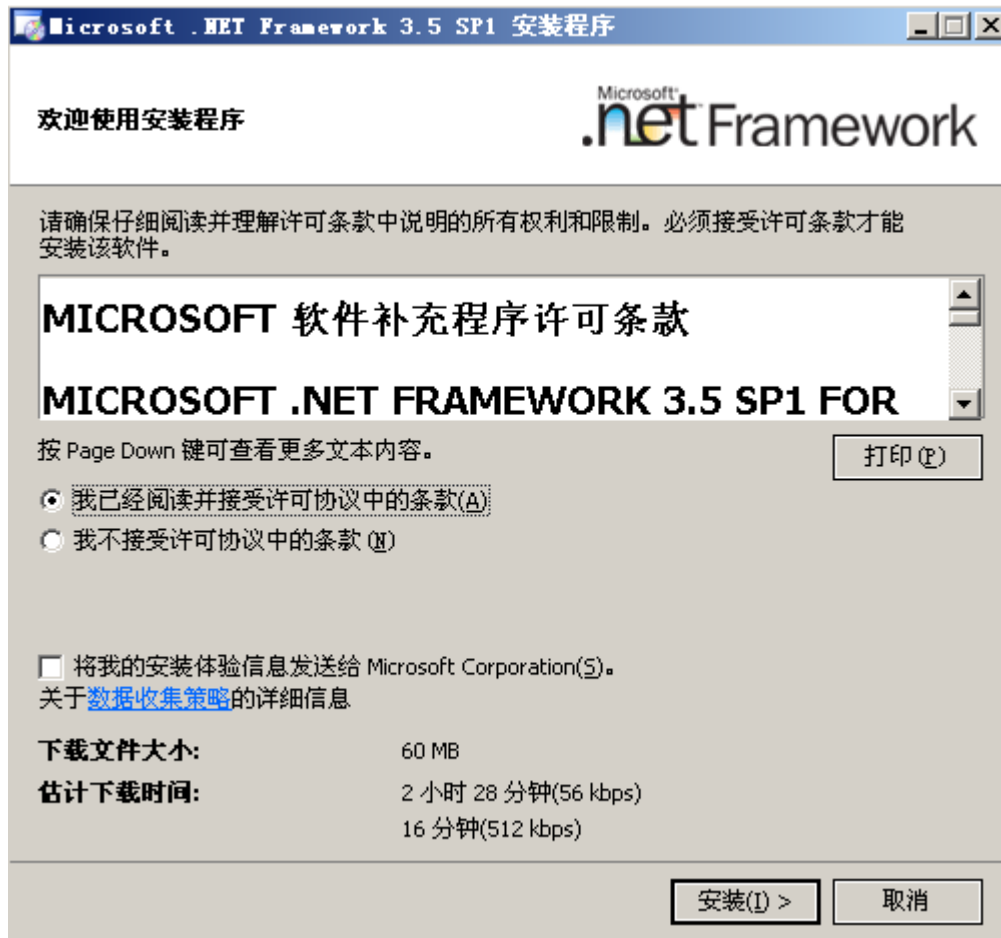 Microsoft .NET Framework 3.5 SP1 安装程序
欢迎使用安装程序
Microsoft
.net Framework
请确保仔细阅读并理解许可条款中说明的所有权利和限制。必须接受许可条款才能
安装该软件。
MICROSOFT 软件补充程序许可条款
MICROSOFT .NET FRAMEWORK 3.5 SP1 FOR
按 Page Down 键可查看更多文本内容。
打印(P)
我已经阅读并接受许可协议中的条款(A)
我不接受许可协议中的条款(N)
将我的安装体验信息发送给 Microsoft Corporation(S)。
关于数据收集策略的详细信息
下载文件大小: 60 MB
估计下载时间: 2 小时 28 分钟(56 kbps)
16 分钟(512 kbps)
安装(I) > 取消